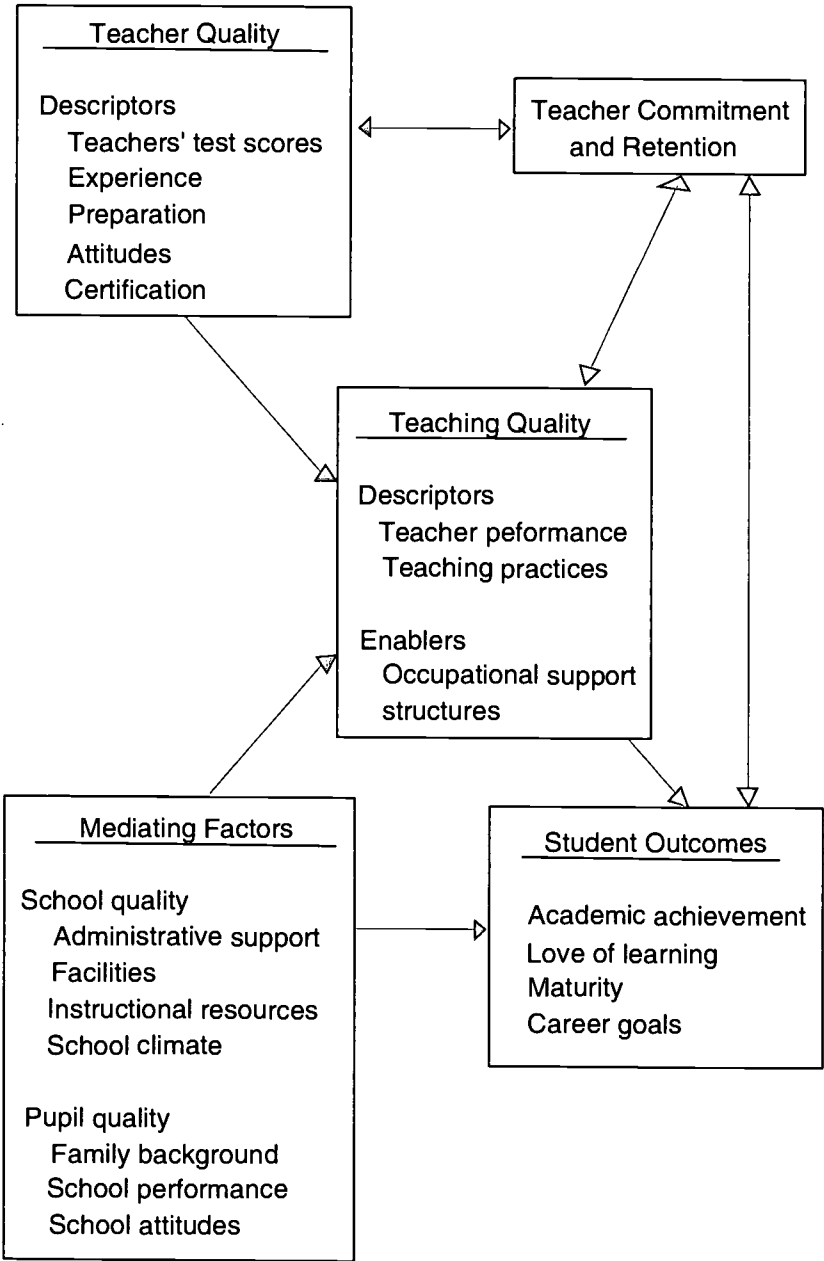 Teacher Quality
Descriptors
Teachers' test scores
Experience
Preparation
Attitudes
Certification
Teacher Commitment
and Retention
Teaching Quality
Descriptors
Teacher peformance
Teaching practices
Enablers
Occupational support
structures
Mediating Factors
School quality
Administrative support
Facilities
Instructional resources
School climate
Pupil quality
Family background
School performance
School attitudes
Student Outcomes
Academic achievement
Love of learning
Maturity
Career goals